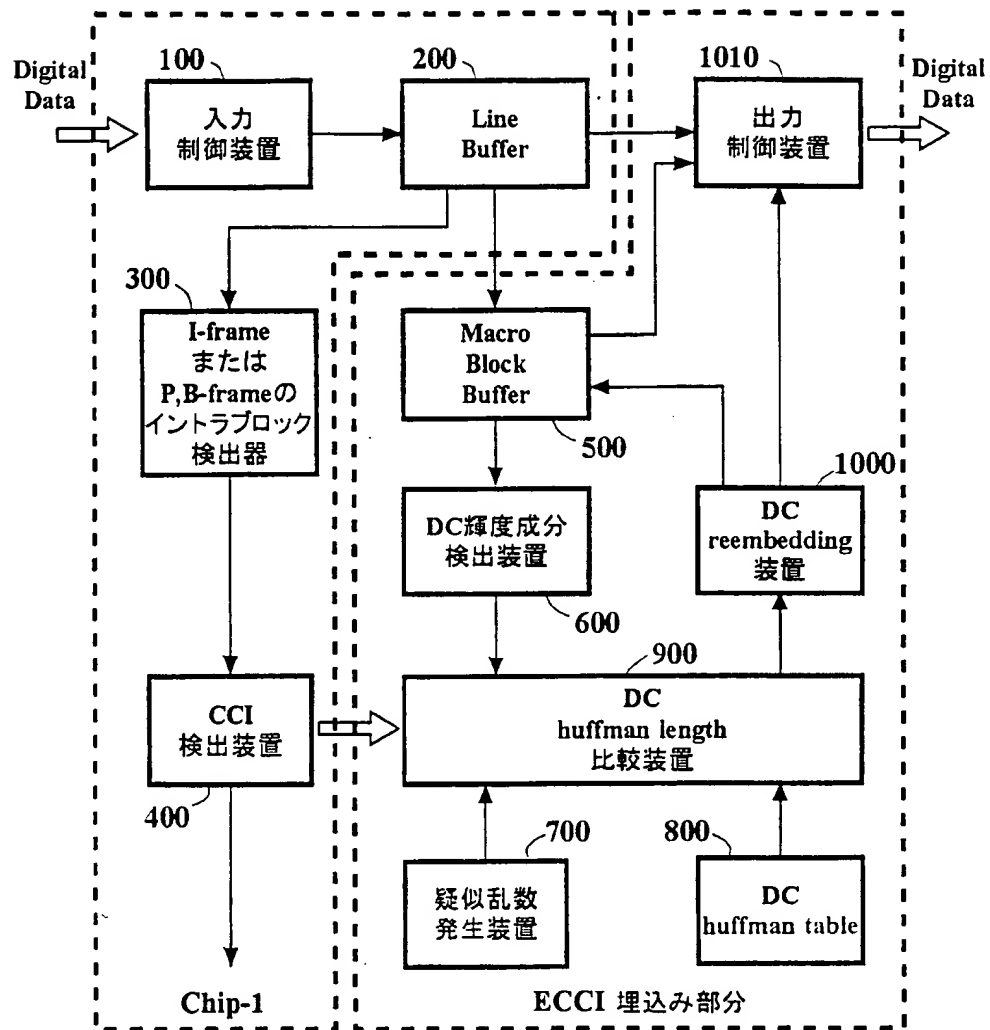 Digital
Data
100
入力
制御装置
200
Line
Buffer
1010
出力
制御装置
Digital
Data
300
I-frame
または
P,B-frameの
イントラブロック
検出器
Macro
Block
Buffer
500
DC輝度成分
検出装置
600
1000
DC
reembedding
装置
CCI
検出装置
400
900
DC
huffman length
比較装置
700
疑似乱数
発生装置
800
DC
huffman table
Chip-1
ECCI 埋込み部分